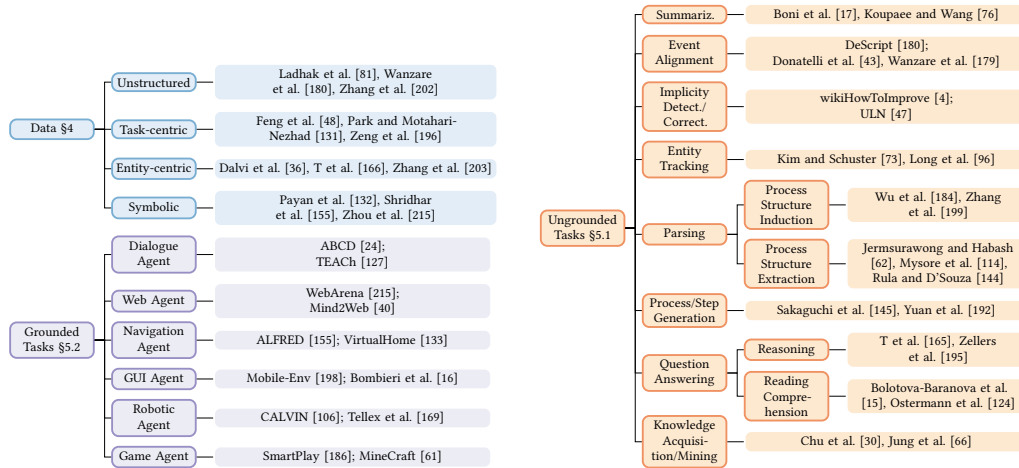 Data §4
Unstructured
Ladhak et al. [81], Wanzare
et al. [180], Zhang et al. [202]
Task-centric
Feng et al. [48], Park and Motahari-
Nezhad [131], Zeng et al. [196]
Entity-centric
Dalvi et al. [36], T et al. [166], Zhang et al. [203]
Symbolic
Payan et al. [132], Shridhar
et al. [155], Zhou et al. [215]
Grounded
Tasks §5.2
Dialogue
Agent
ABCD [24];
TEACh [127]
Web Agent
WebArena [215];
Mind2Web [40]
Navigation
Agent
ALFRED [155]; VirtualHome [133]
GUI Agent
Mobile-Env [198]; Bombieri et al. [16]
Robotic
Agent
CALVIN [106]; Tellex et al. [169]
Game Agent
SmartPlay [186]; MineCraft [61]
Ungrounded
Tasks §5.1
Summariz.
Boni et al. [17], Koupaee and Wang [76]
Event
Alignment
DeScript [180];
Donatelli et al. [43], Wanzare et al. [179]
Implicity
Detect./
Correct.
wikiHowToImprove [4];
ULN [47]
Entity
Tracking
Kim and Schuster [73], Long et al. [96]
Parsing
Process
Structure
Induction
Wu et al. [184], Zhang
et al. [199]
Process
Structure
Extraction
Jermsurawong and Habash
[62], Mysore et al. [114],
Rula and D'Souza [144]
Process/Step
Generation
Sakaguchi et al. [145], Yuan et al. [192]
Question
Answering
Reasoning
T et al. [165], Zellers
et al. [195]
Reading
Compre-
hension
Bolotova-Baranova et al.
[15], Ostermann et al. [124]
Knowledge
Acquisi-
tion/Mining
Chu et al. [30], Jung et al. [66]